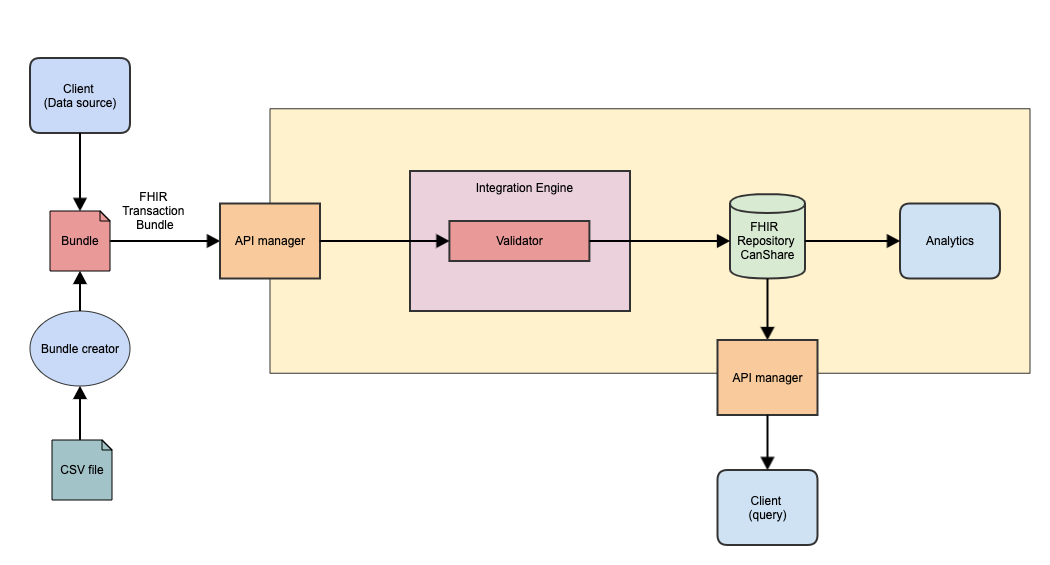 Client
(Data source)
FHIR
Transaction
Bundle
Bundle
API manager
Integration Engine
Validator
FHIR
Repository
CanShare
Analytics
Bundle creator
API manager
CSV file
Client
(query)